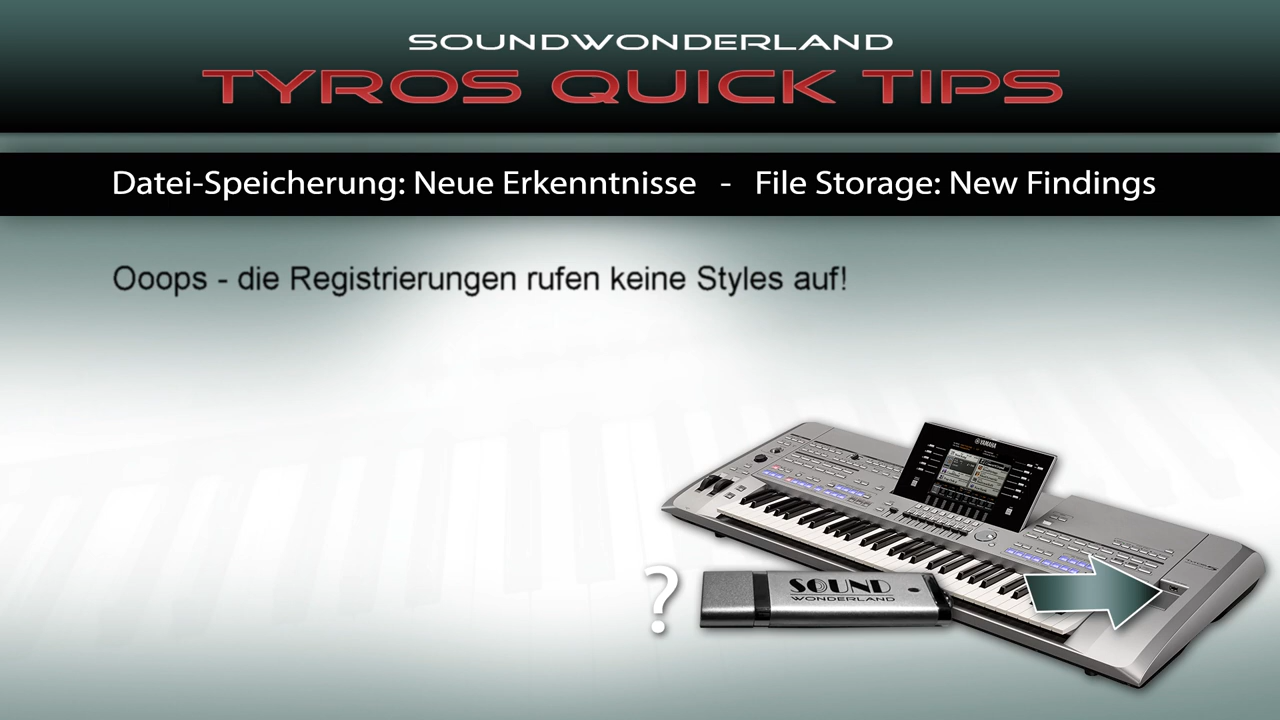 SOUNDWONDERLAND
TYROS QUICK TIPS
Datei-Speicherung: Neue Erkenntnisse - File Storage: New Findings
Ooops - die Registrierungen rufen keine Styles auf!
YAMAHA
?
SOUND
WONDERLAND